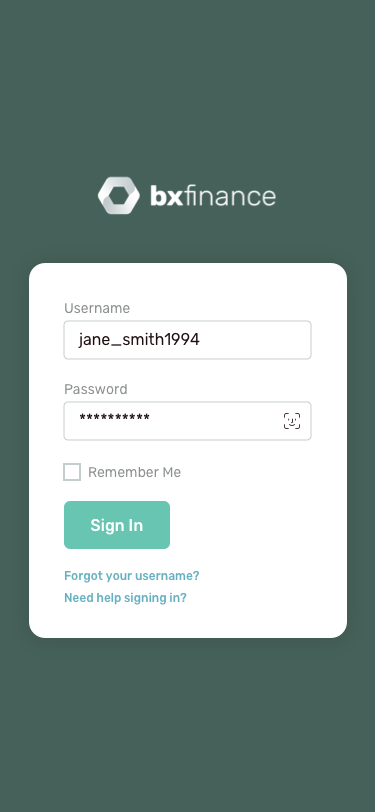 bxfinance
Username
jane_smith1994
Password
**********
Remember Me
Sign In
Forgot your username?
Need help signing in?